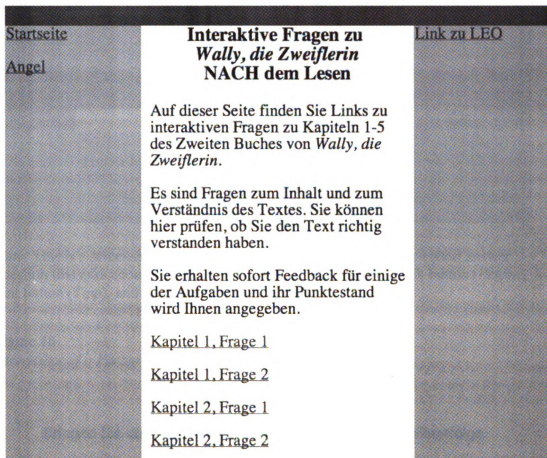 Startseite
Angel
Interaktive Fragen zu
Wally, die Zweiflerin
NACH dem Lesen
Auf dieser Seite finden Sie Links zu
interaktiven Fragen zu Kapiteln 1-5
des Zweiten Buches von Wally, die
Zweiflerin.
Es sind Fragen zum Inhalt und zum
Verständnis des Textes. Sie können
hier prüfen, ob Sie den Text richtig
verstanden haben.
Sie erhalten sofort Feedback für einige
der Aufgaben und ihr Punktestand
wird Ihnen angegeben.
Kapitel 1, Frage 1
Kapitel 1, Frage 2
Kapitel 2, Frage 1
Kapitel 2, Frage 2
Link zu LEO